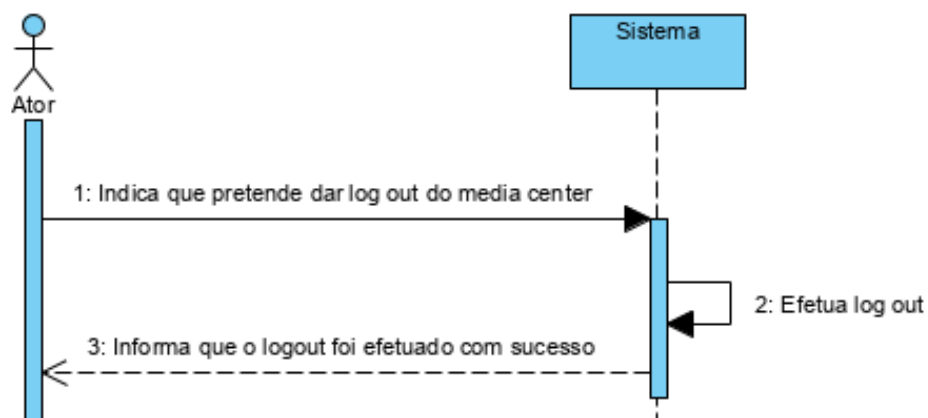 Sistema
Ator
1: Indica que pretende dar log out do media center
2: Efetua log out
3: Informa que o logout foi efetuado com sucesso